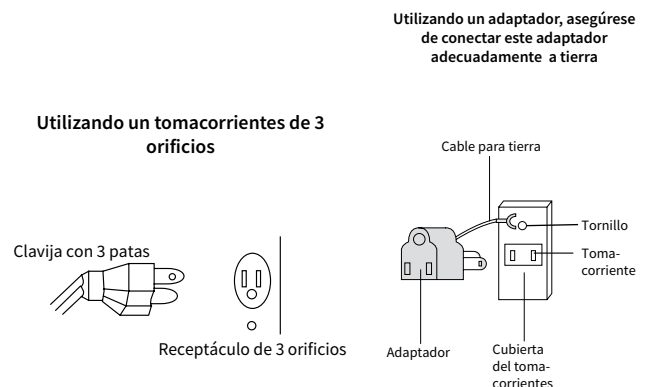 Utilizando un adaptador, asegúrese
de conectar este adaptador
adecuadamente a tierra
Utilizando un tomacorrientes de 3
orificios
Cable para tierra
Tornillo
Clavija con 3 patas
Toma-
corriente
Receptáculo de 3 orificios
Adaptador
Cubierta
del toma-
corrientes